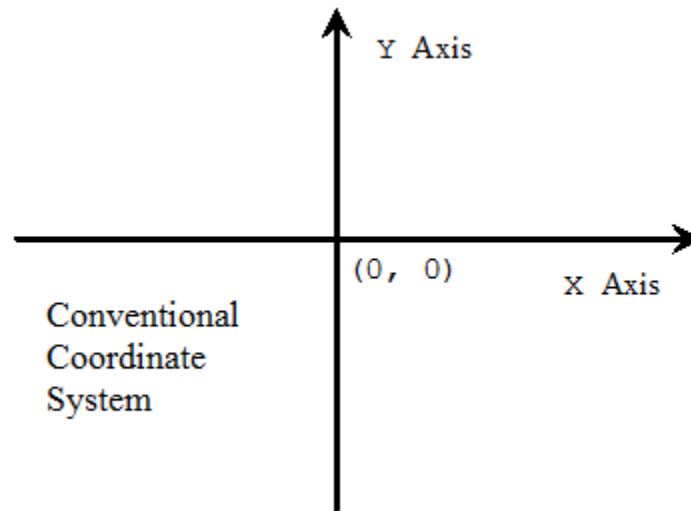 Y Axis
(0, 0)
X Axis
Conventional
Coordinate
System